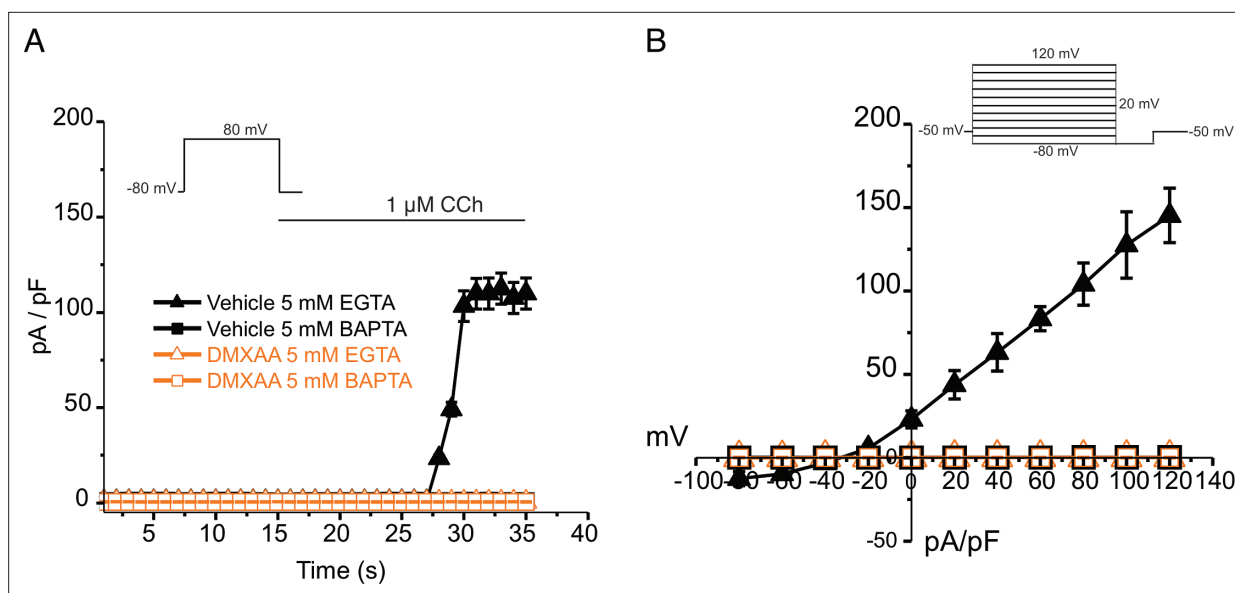 A
80 mV
-80 mV
1 µM CCh
Vehicle 5 mM EGTA
Vehicle 5 mM BAPTA
DMXAA 5 mM EGTA
DMXAA 5 mM BAPTA
200
150
100
50
0
pA / pF
5 10 15 20 25 30 35 40
Time (s)
B
120 mV
20 mV
-50 mV
-50 mV
-80 mV
200
150
100
50
0
-50
mV
-100 -80 -60 -40 -20 0 20 40 60 80 100 120 140
pA/pF